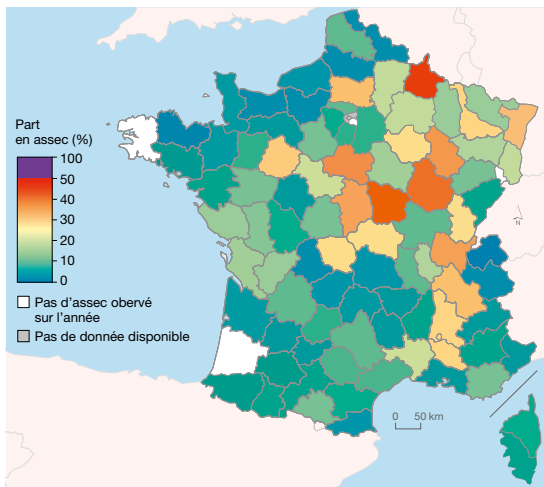 Part
en assec (%)
100
50
40
30
20
10
0
Pas d'assec obervé
sur l'année
Pas de donnée disponible
N
0 50 km